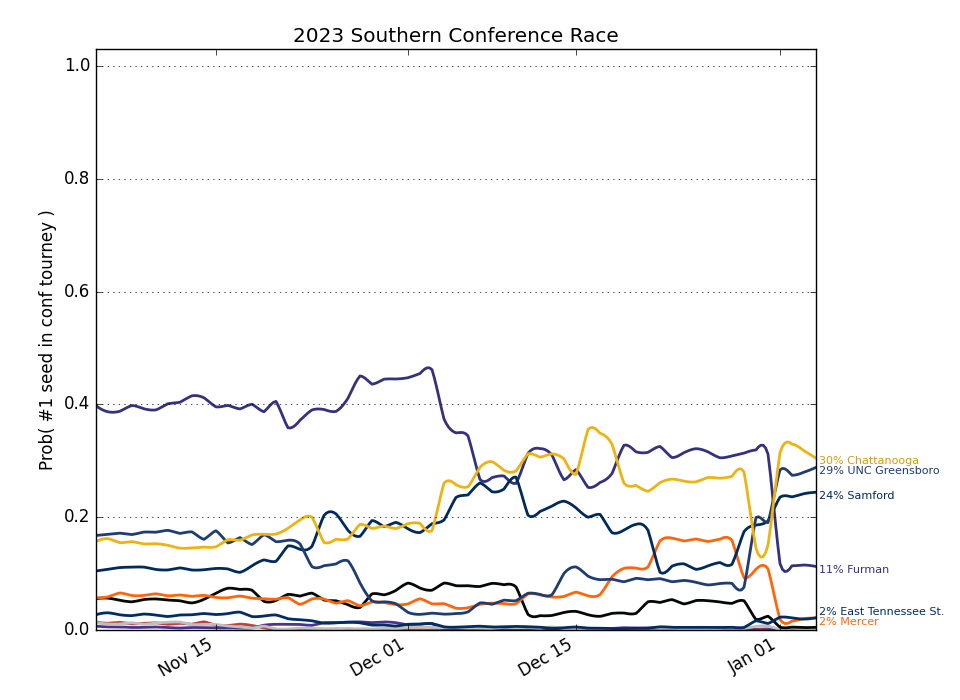 2023 Southern Conference Race
Prob( #1 seed in conf tourney )
1.0
0.8
0.6
0.4
0.2
0.0
Nov 15
Dec 01
Dec 15
Jan 01
30% Chattanooga
29% UNC Greensboro
24% Samford
11% Furman
2% East Tennessee St.
2% Mercer